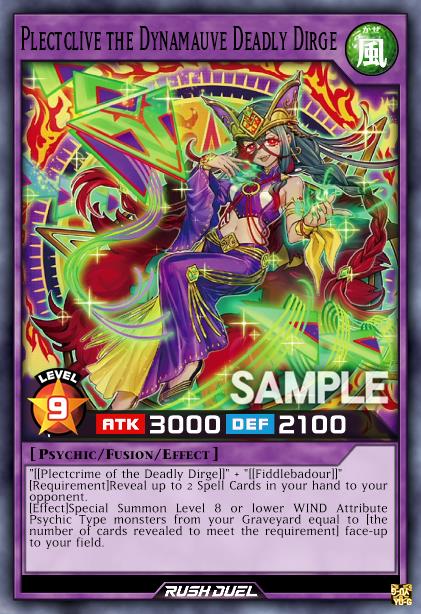 Plectclive the Dynamauve Deadly Dirge
かぜ
風
SAMPLE
LEVEL
9
ATK 3000 DEF 2100
[ Psychic/Fusion/Effect ]
"[[Plectcrime of the Deadly Dirge]]" + "[[Fiddlebadour]]"
[Requirement]Reveal up to 2 Spell Cards in your hand to your
opponent.
[Effect]Special Summon Level 8 or lower WIND Attribute
Psychic Type monsters from your Graveyard equal to [the
number of cards revealed to meet the requirement] face-up
to your field.
RUSH DUEL